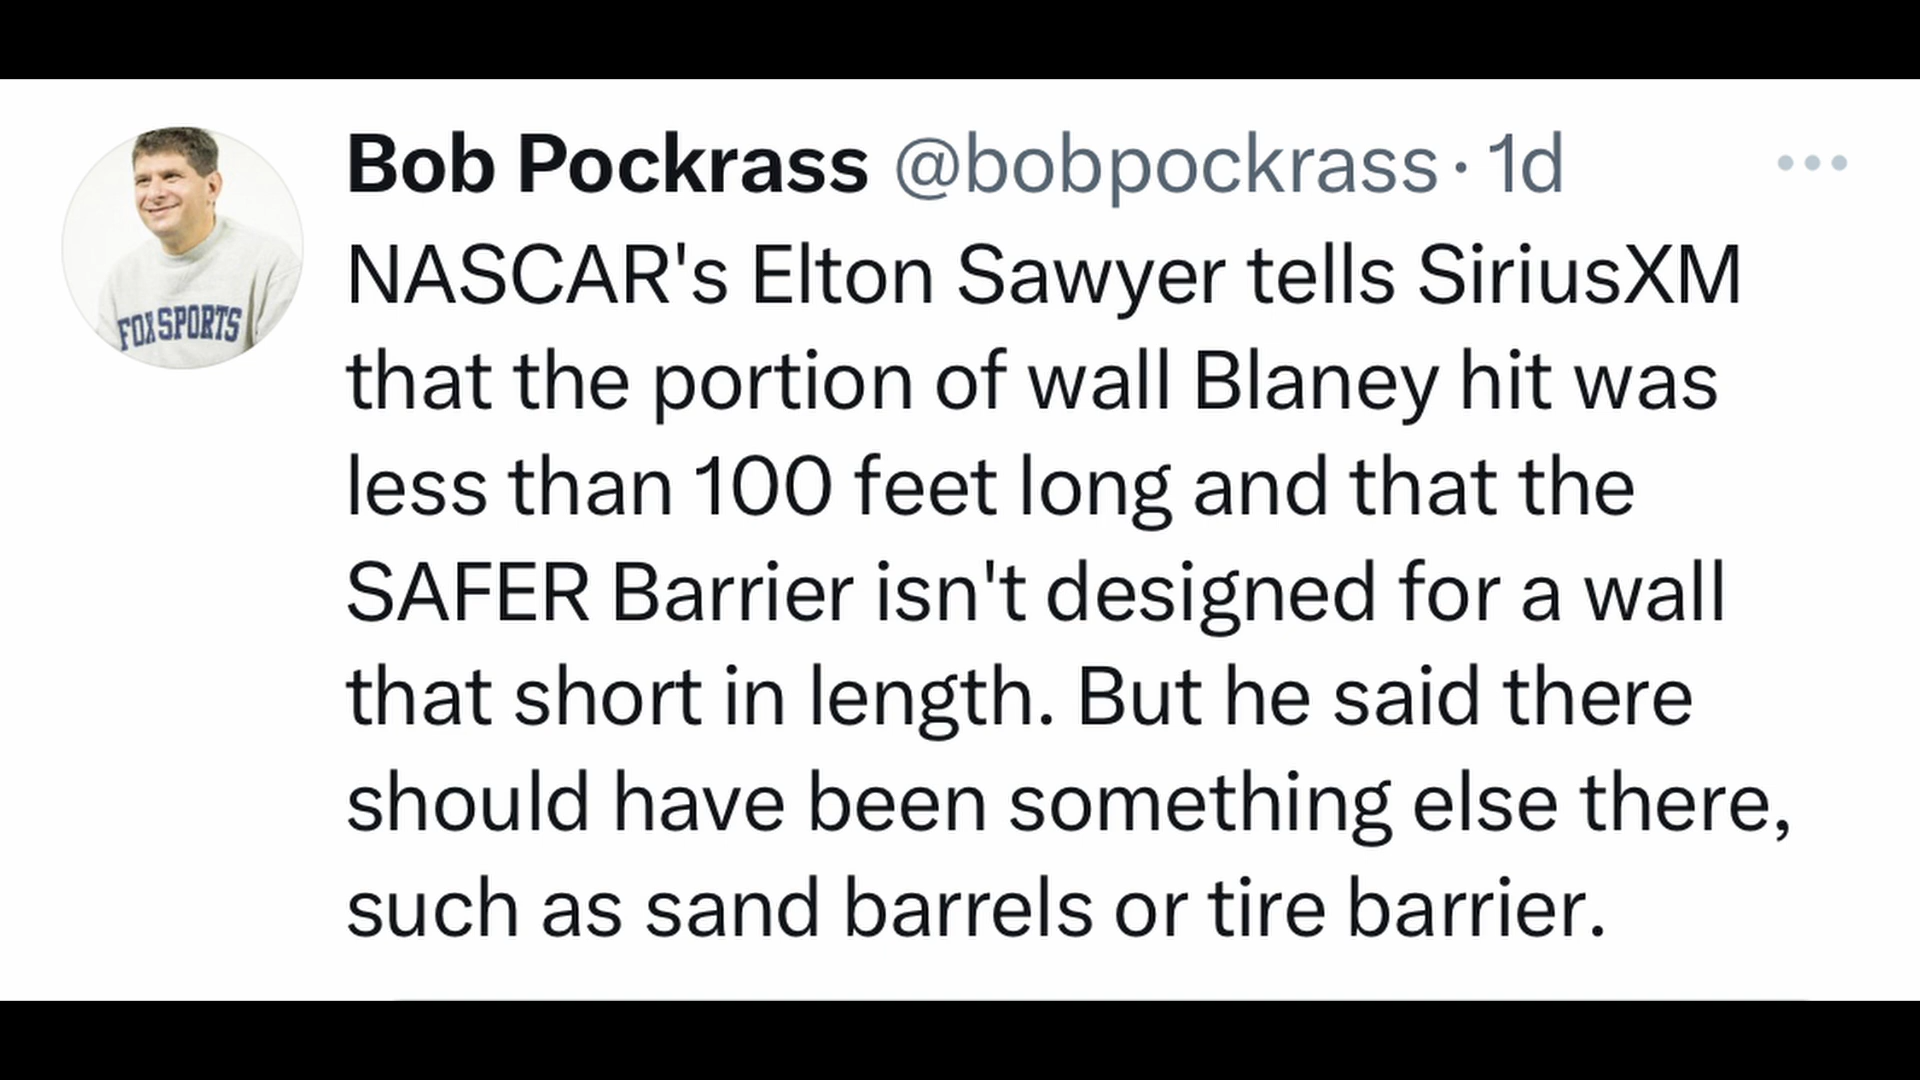 Bob Pockrass @bobpockrass · 1d
NASCAR's Elton Sawyer tells SiriusXM
that the portion of wall Blaney hit was
less than 100 feet long and that the
SAFER Barrier isn't designed for a wall
that short in length. But he said there
should have been something else there,
such as sand barrels or tire barrier.
FOX SPORTS